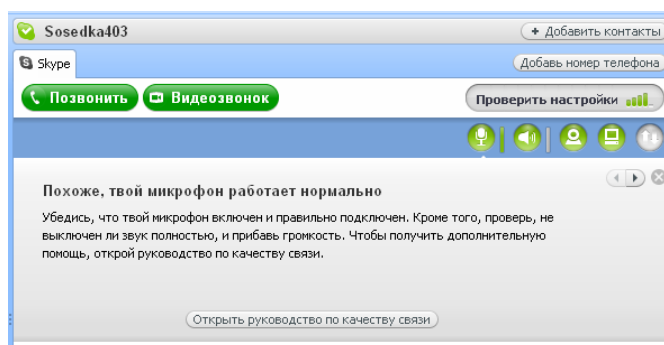 Sosedka403
+ Добавить контакты
Skype
Добавь номер телефона
Позвонить
Видеозвонок
Проверить настройки
Похоже, твой микрофон работает нормально
Убедись, что твой микрофон включен и правильно подключен. Кроме того, проверь, не
выключен ли звук полностью, и прибавь громкость. Чтобы получить дополнительную
помощь, открой руководство по качеству связи.
Открыть руководство по качеству связи